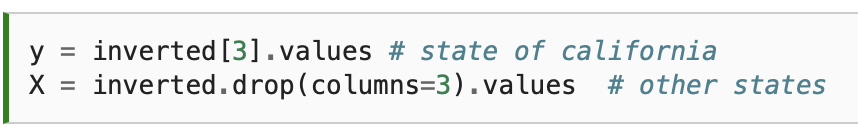 y = inverted[3].values # state of california
X = inverted.drop(columns=3).values  # other states